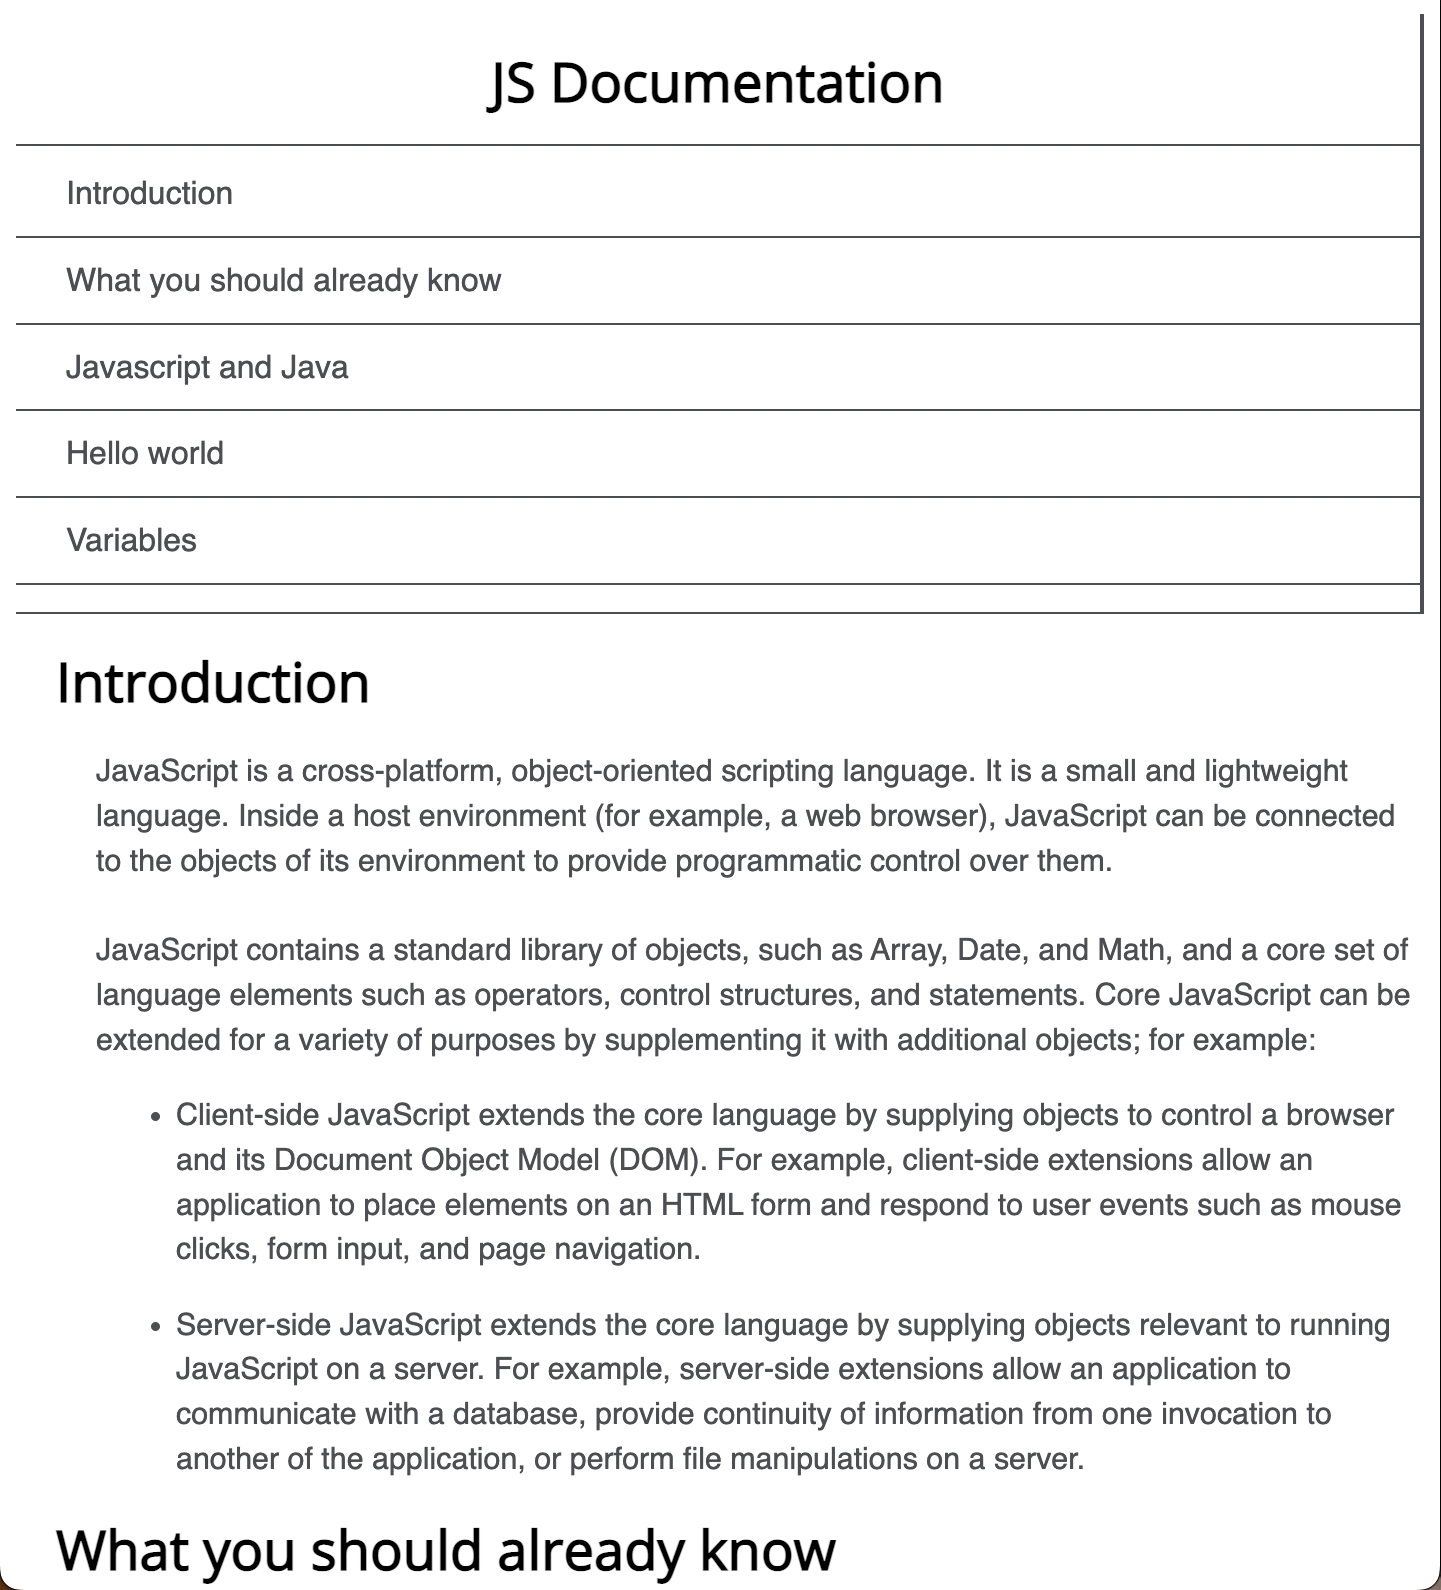 JS Documentation
Introduction
What you should already know
Javascript and Java
Hello world
Variables
Introduction
JavaScript is a cross-platform, object-oriented scripting language. It is a small and lightweight
language. Inside a host environment (for example, a web browser), JavaScript can be connected
to the objects of its environment to provide programmatic control over them.
JavaScript contains a standard library of objects, such as Array, Date, and Math, and a core set of
language elements such as operators, control structures, and statements. Core JavaScript can be
extended for a variety of purposes by supplementing it with additional objects; for example:
• Client-side JavaScript extends the core language by supplying objects to control a browser
and its Document Object Model (DOM). For example, client-side extensions allow an
application to place elements on an HTML form and respond to user events such as mouse
clicks, form input, and page navigation.
• Server-side JavaScript extends the core language by supplying objects relevant to running
JavaScript on a server. For example, server-side extensions allow an application to
communicate with a database, provide continuity of information from one invocation to
another of the application, or perform file manipulations on a server.
What you should already know